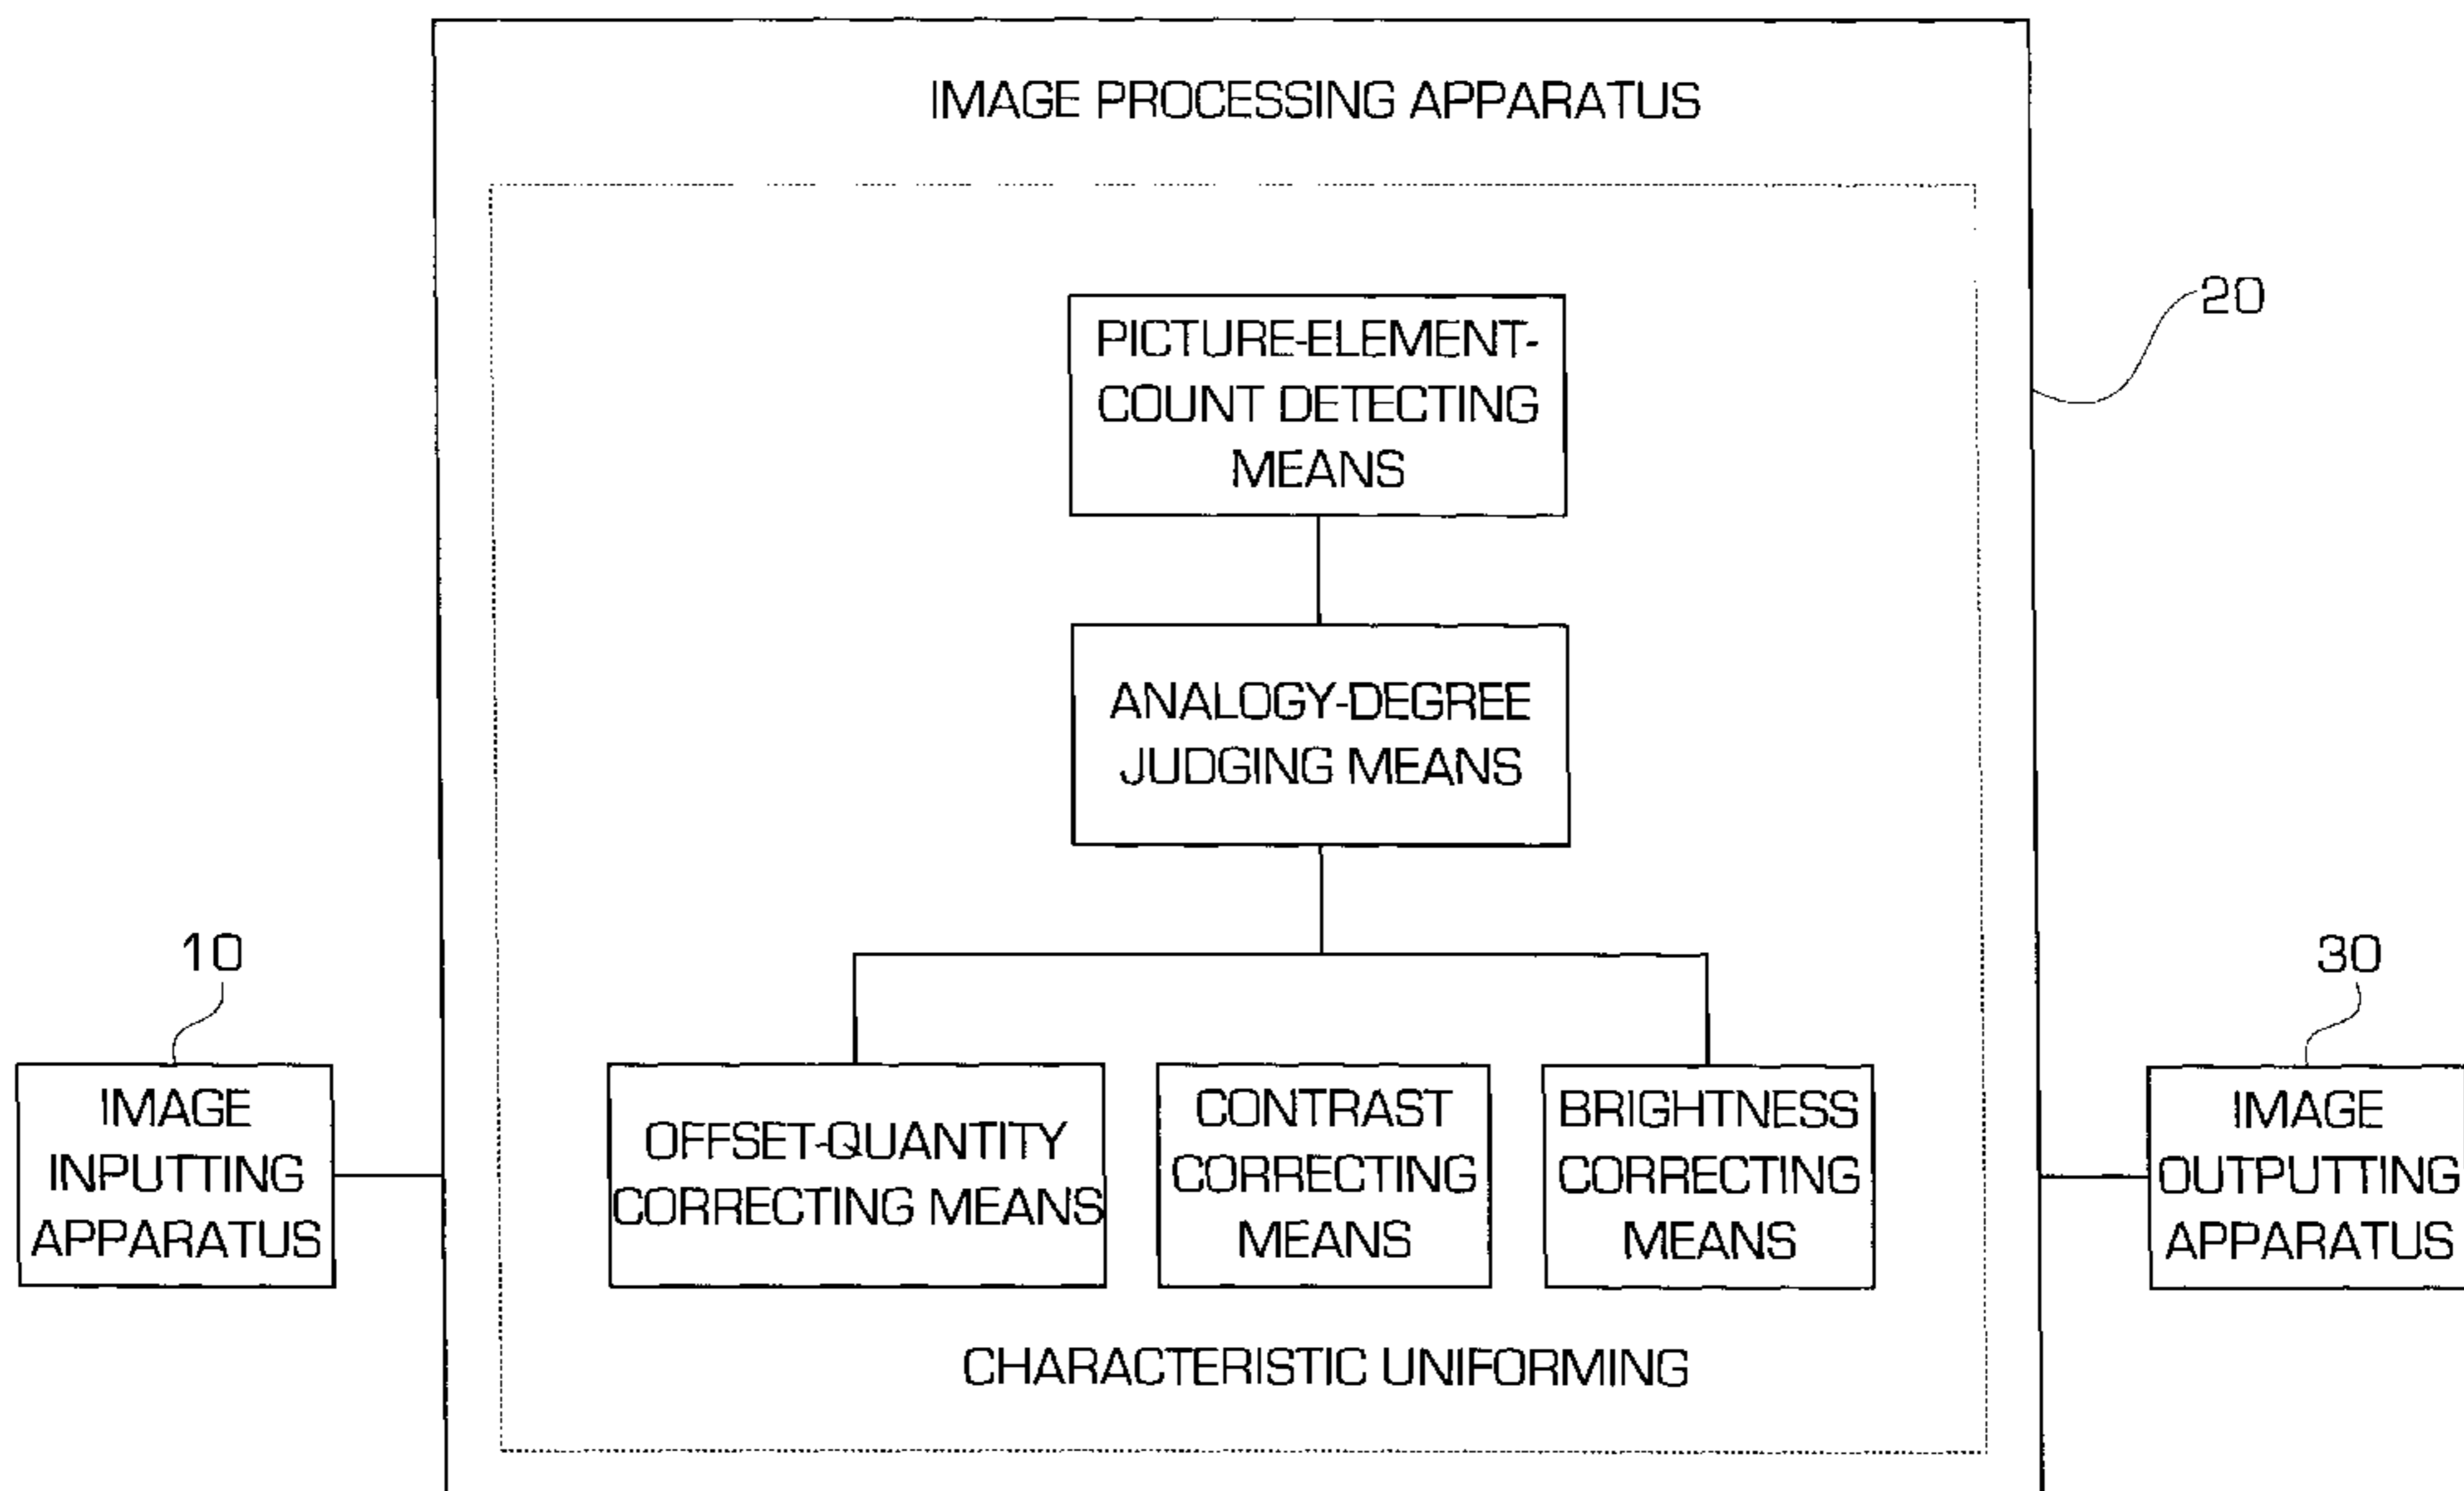 IMAGE PROCESSING APPARATUS
20
PICTURE-ELEMENT-
COUNT DETECTING
MEANS
ANALOGY-DEGREE
JUDGING MEANS
10
30
IMAGE
INPUTTING
APPARATUS
OFFSET-QUANTITY
CORRECTING MEANS
CONTRAST
CORRECTING
MEANS
BRIGHTNESS
CORRECTING
MEANS
IMAGE
OUTPUTTING
APPARATUS
CHARACTERISTIC UNIFORMING